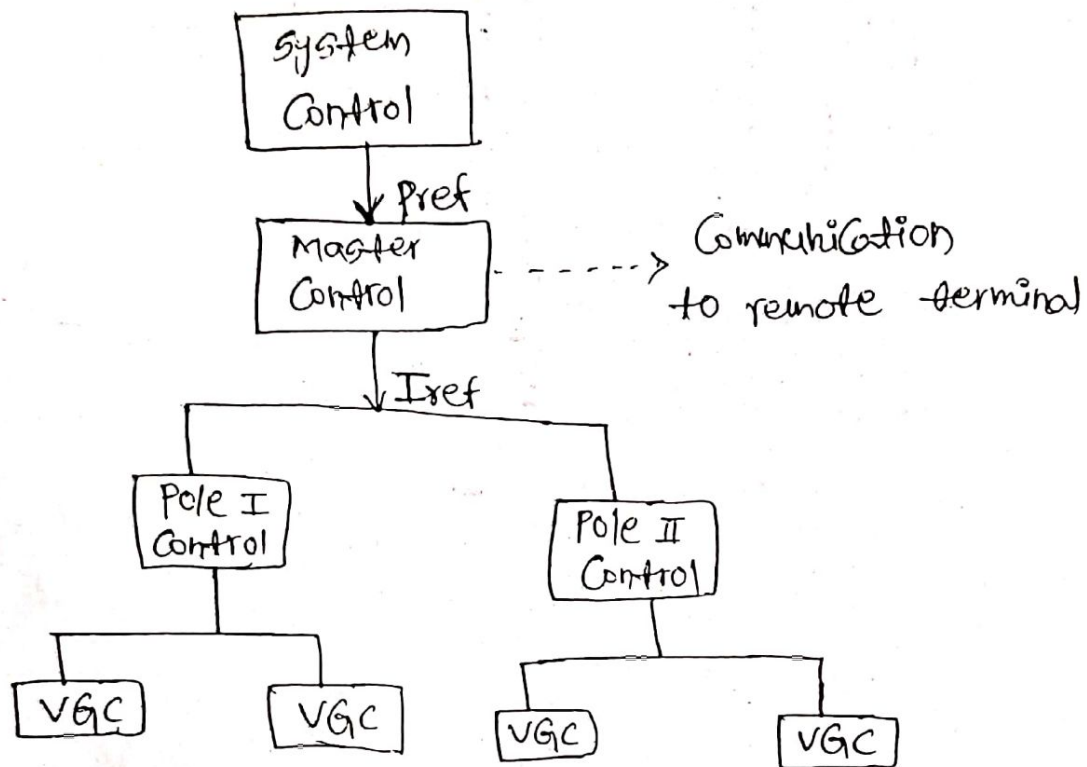 System
Control
Pref
Master
Control
Communication
to remote terminal
Iref
Pole I
Control
Pole II
Control
VGC
VGC
VGC
VGC